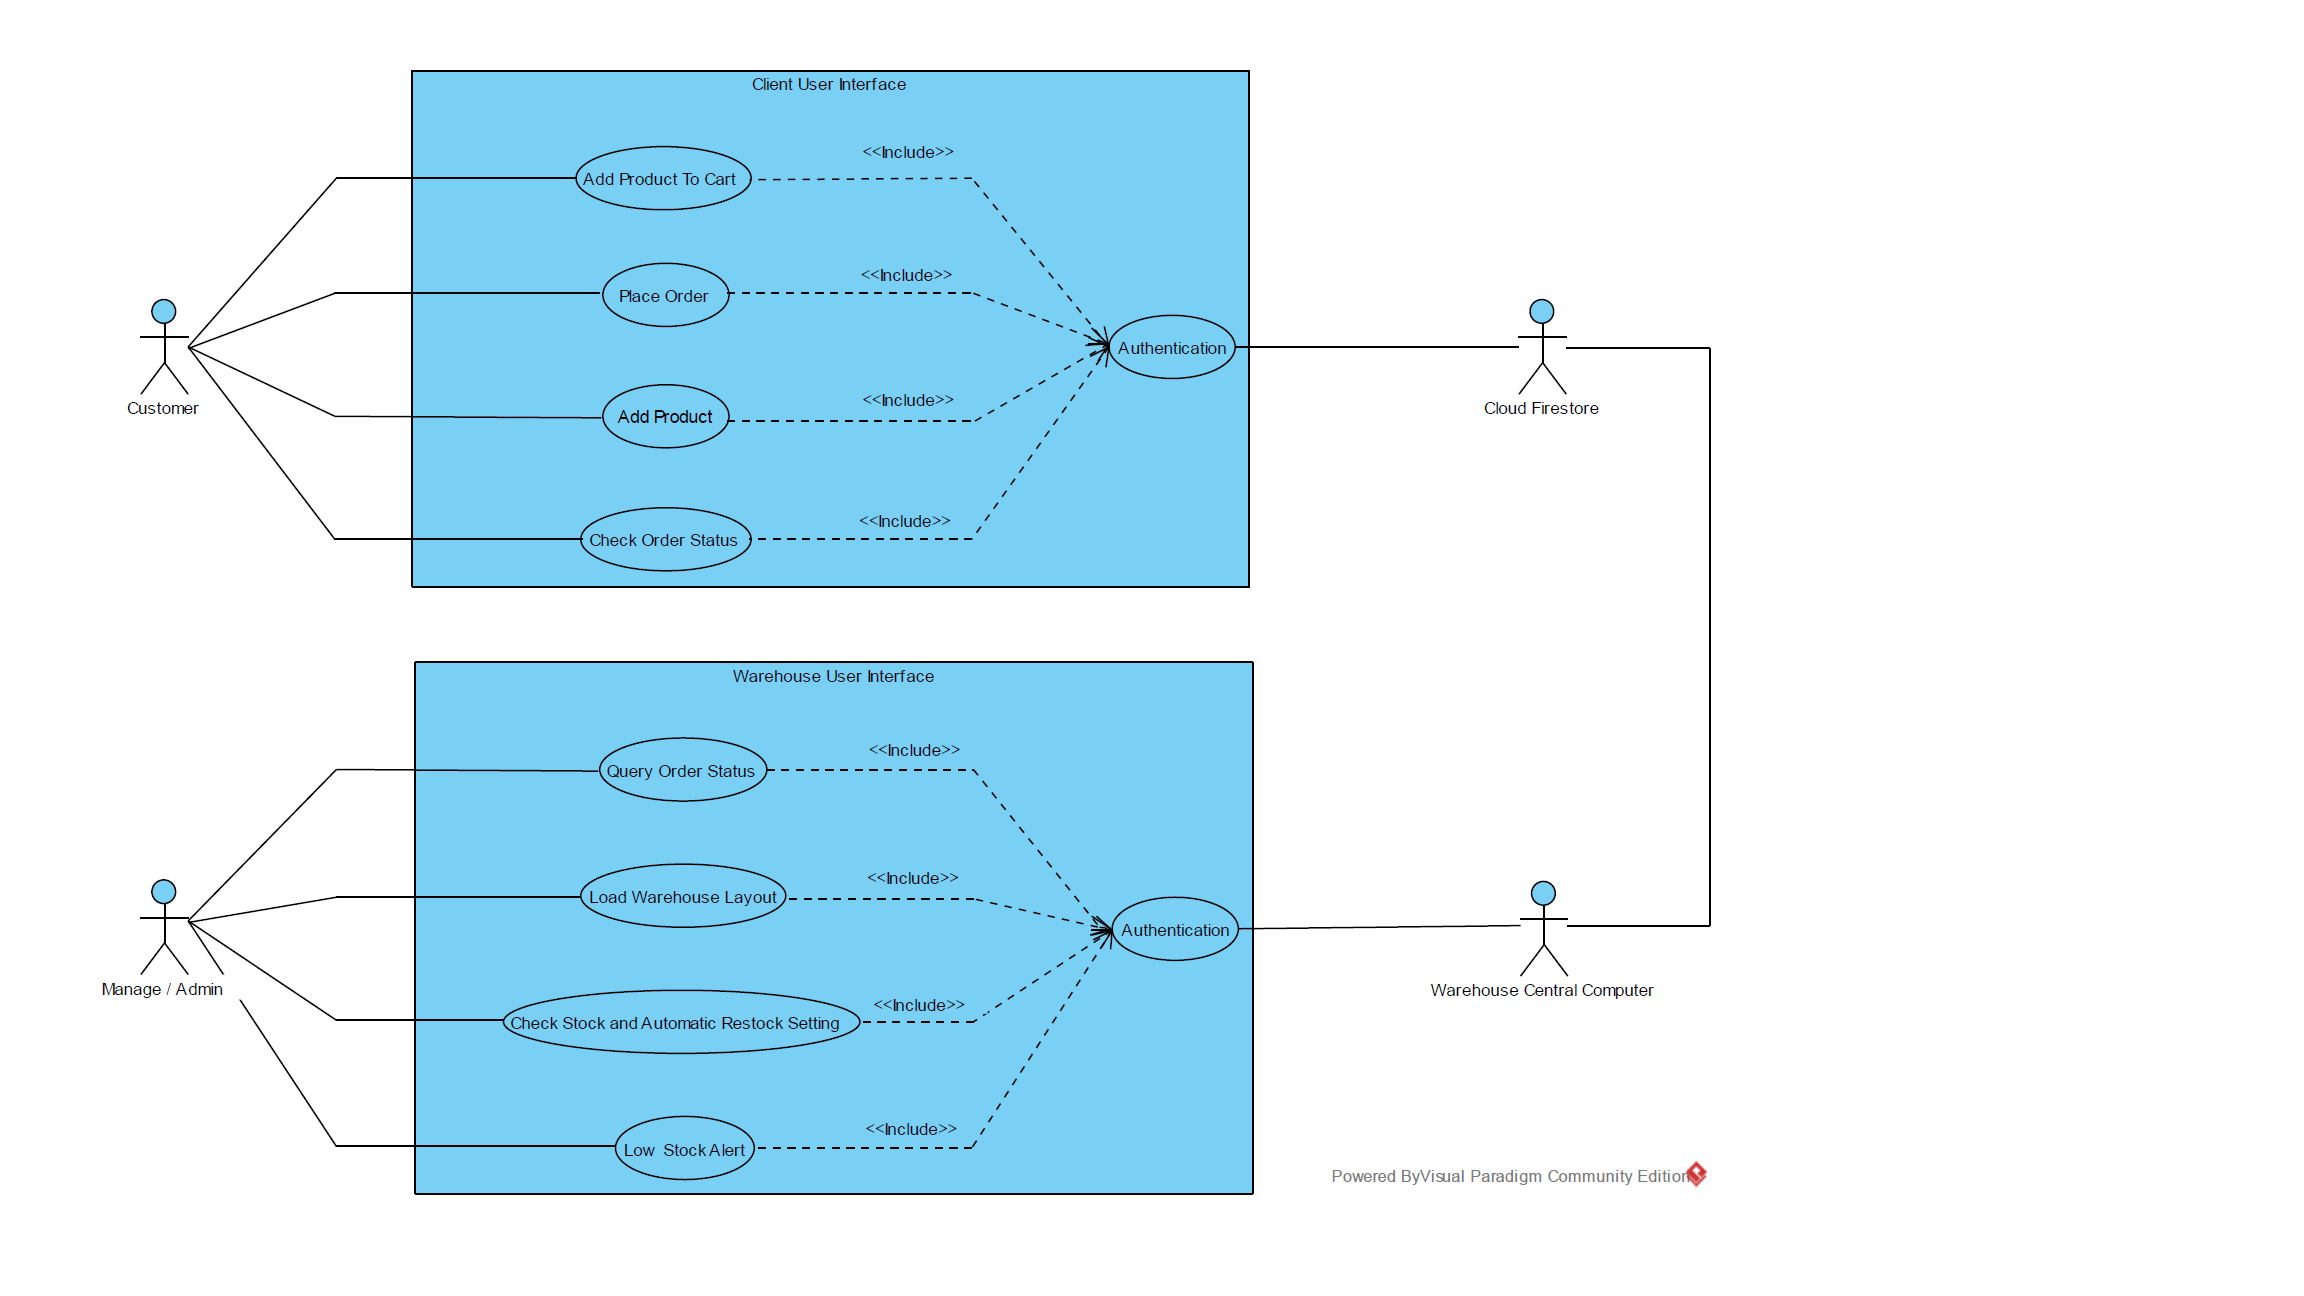 Client User Interface
<<Include>>
Add Product To Cart
<<Include>>
Place Order
Authentication
<<Include>>
Add Product
<<Include>>
Check Order Status
Customer
Cloud Firestore
Warehouse User Interface
<<Include>>
Query Order Status
<<Include>>
Load Warehouse Layout
Authentication
<<Include>>
Check Stock and Automatic Restock Setting
<<Include>>
Low Stock Alert
Manage / Admin
Warehouse Central Computer
Powered ByVisual Paradigm Community Edition